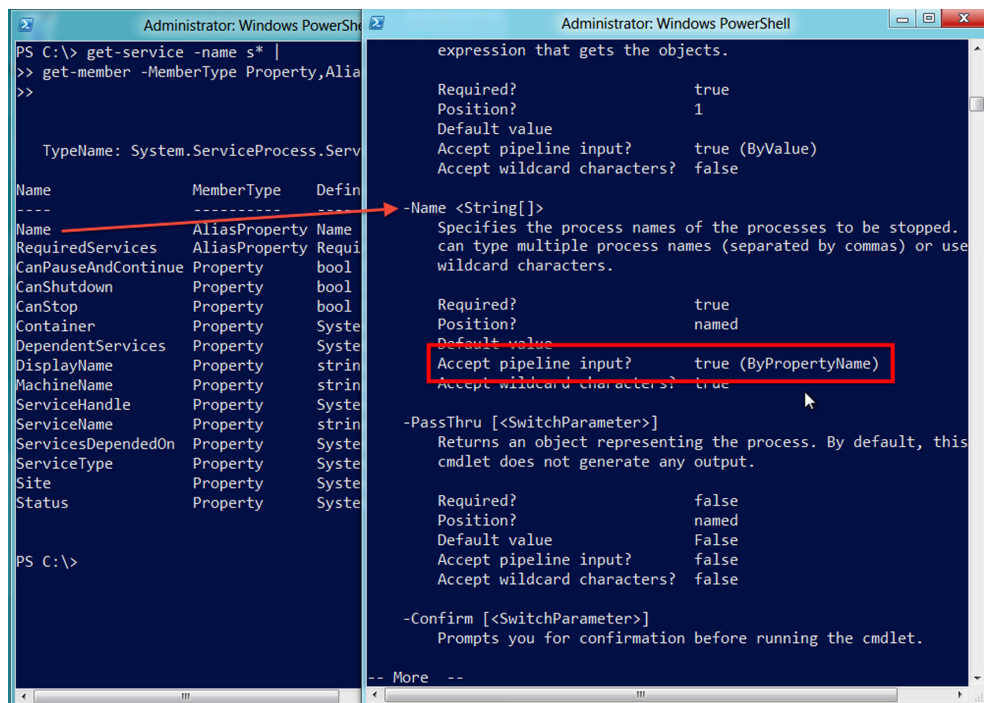 Administrator: Windows PowerShe
PS C:\> get-service -name s* |
>> get-member -MemberType Property,Alia
>>
TypeName: System.ServiceProcess.Serv
Name MemberType Defin
---- ---------- -----
Name AliasProperty Name
RequiredServices AliasProperty Requi
CanPauseAndContinue Property bool
CanShutdown Property bool
CanStop Property bool
Container Property Syste
DependentServices Property Syste
DisplayName Property strin
MachineName Property strin
ServiceHandle Property Syste
ServiceName Property strin
ServicesDependedOn Property Syste
ServiceType Property Syste
Site Property Syste
Status Property Syste
PS C:\>
Administrator: Windows PowerShell
expression that gets the objects.
Required? true
Position? 1
Default value
Accept pipeline input? true (ByValue)
Accept wildcard characters? false
-Name <String[]>
Specifies the process names of the processes to be stopped.
can type multiple process names (separated by commas) or use
wildcard characters.
Required? true
Position? named
Default value
Accept pipeline input? true (ByPropertyName)
Accept wildcard characters? true
-PassThru [<SwitchParameter>]
Returns an object representing the process. By default, this
cmdlet does not generate any output.
Required? false
Position? named
Default value False
Accept pipeline input? false
Accept wildcard characters? false
-Confirm [<SwitchParameter>]
Prompts you for confirmation before running the cmdlet.
-- More --